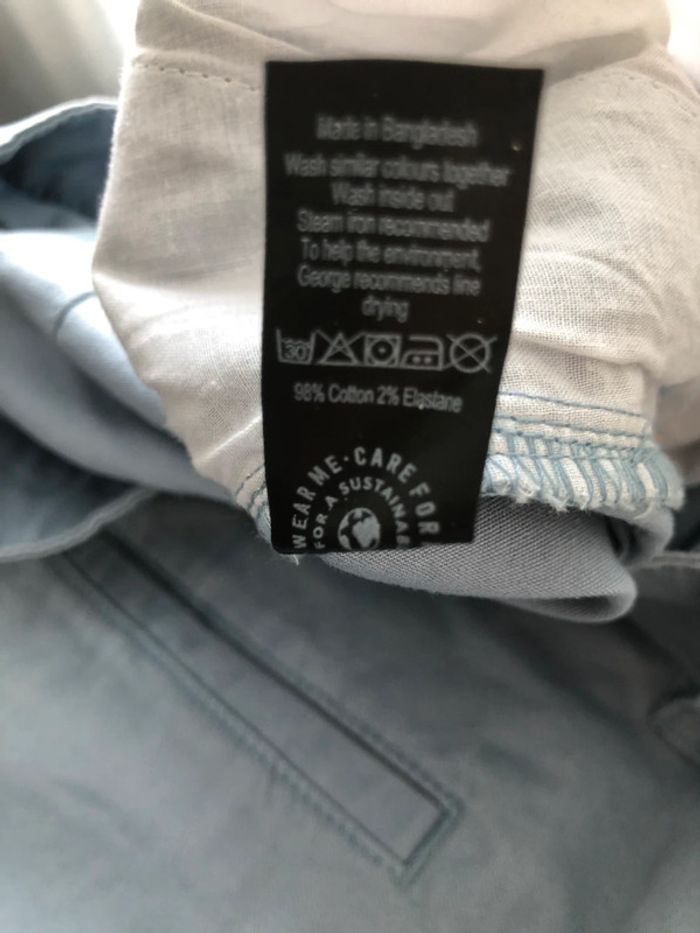 Made in Bangladesh
Wash similar colours together
Wash inside out
Steam iron recommended
To help the environment,
George recommends line
drying
30
98% Cotton 2% Elastane
WEAR ME · CARE FOR
FOR A SUSTAINAB